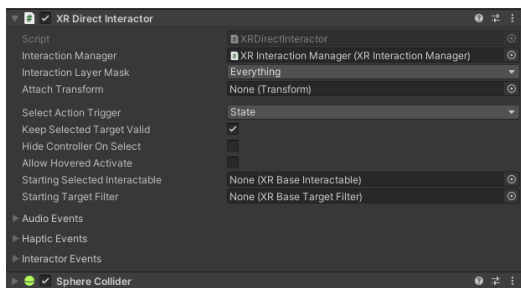 XR Direct Interactor
Script XRDirectInteractor
Interaction Manager XR Interaction Manager (XR Interaction Manager)
Interaction Layer Mask Everything
Attach Transform None (Transform)
Select Action Trigger State
Keep Selected Target Valid
Hide Controller On Select
Allow Hovered Activate
Starting Selected Interactable None (XR Base Interactable)
Starting Target Filter None (XR Base Target Filter)
Audio Events
Haptic Events
Interactor Events
Sphere Collider